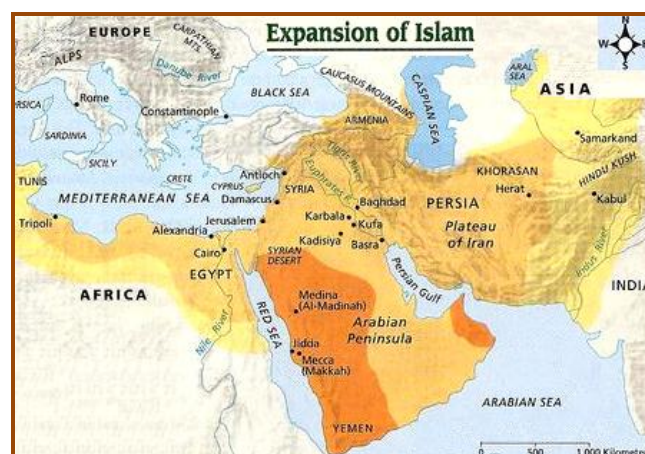 Expansion of Islam
N
W
S
EUROPE
CARPATHIAN
MTS.
ALPS
Danube River
Rome
Constantinople
BLACK SEA
CAUCASUS MOUNTAINS
CASPIAN SEA
ARAL
SEA
ASIA
Samarkand
SARDINIA
SICILY
ARMENIA
Tigris River
Euphrates R.
KHORASAN
HINDU KUSH
Herat
Kabul
TUNIS
CRETE
CYPRUS
Antioch
SYRIA
Damascus
MEDITERRANEAN SEA
Baghdad
Karbala
Kufa
PERSIA
Plateau
of Iran
Tripoli
Alexandria
Jerusalem
Kadisiya
Basra
Indus River
Cairo
SYRIAN
DESERT
EGYPT
Persian Gulf
INDI
AFRICA
Medina
(Al-Madinah)
RED SEA
Nile River
Arabian
Peninsula
Jidda
Mecca
(Makkah)
ARABIAN SEA
YEMEN
0
500
1,000 Kilomete